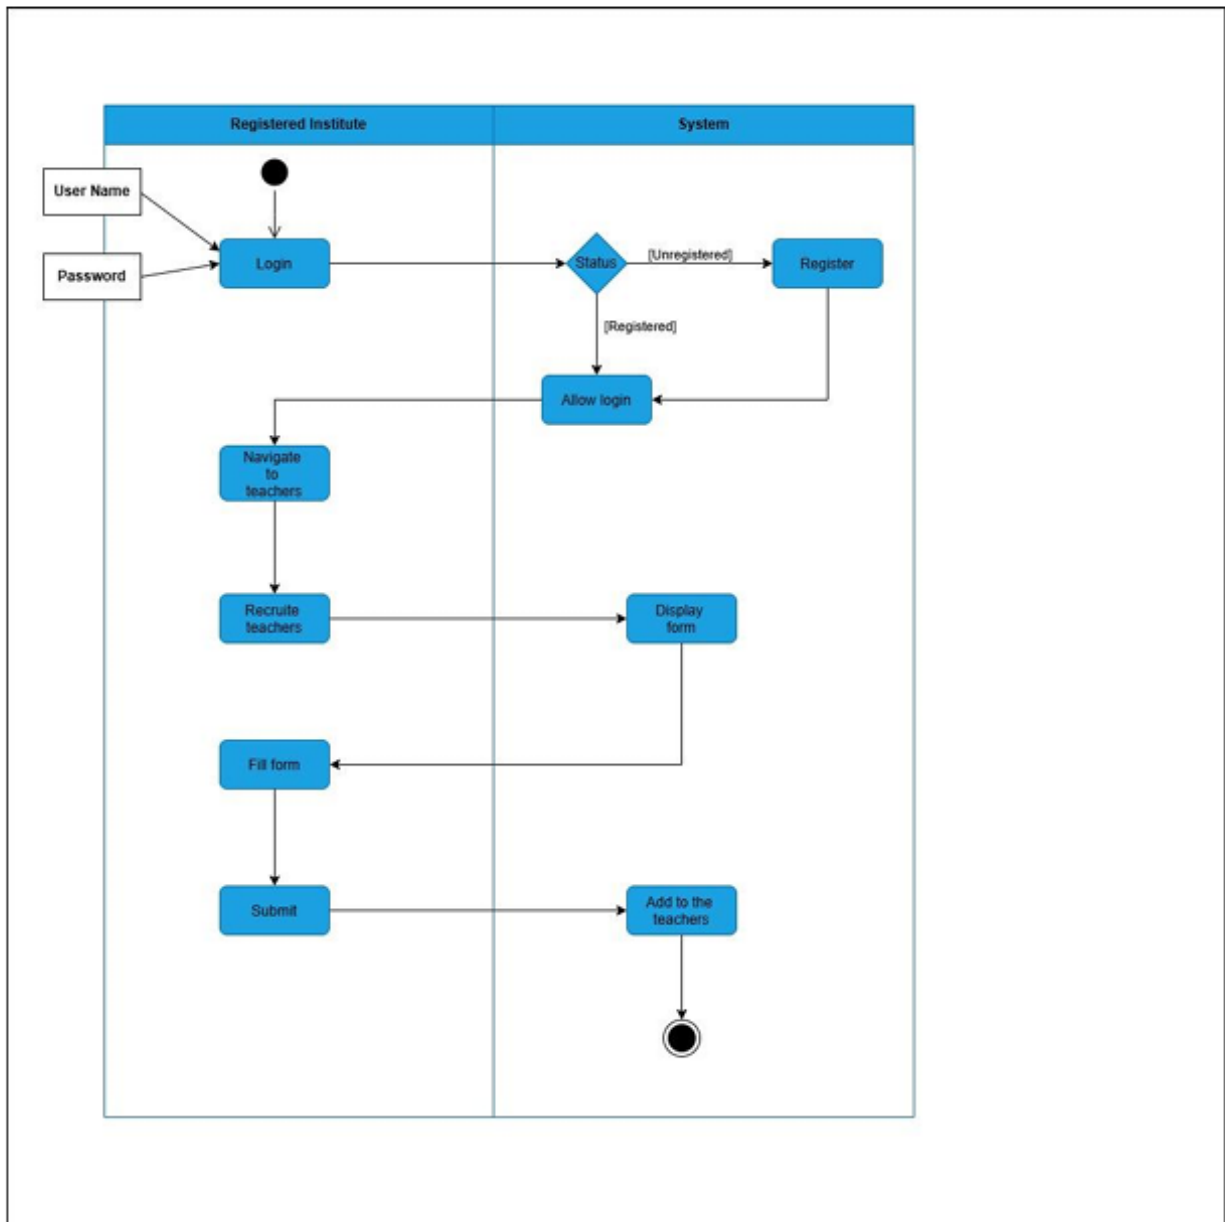 Registered Institute
System
User Name
Password
Login
Status
[Unregistered]
Register
[Registered]
Allow login
Navigate
to
teachers
Recruite
teachers
Display
form
Fill form
Submit
Add to the
teachers